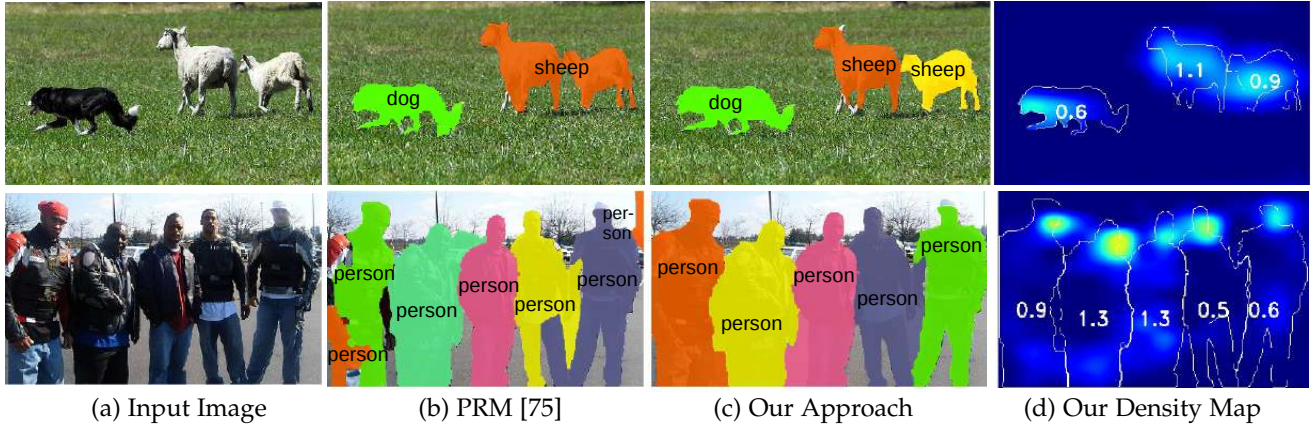 dog
sheep
dog
sheep
sheep
0.6
1.1
0.9
person
person
person
person
person
per-
son
person
person
person
person
person
person
0.9
1.3
1.3
0.5
0.6
(a) Input Image
(b) PRM [75]
(c) Our Approach
(d) Our Density Map